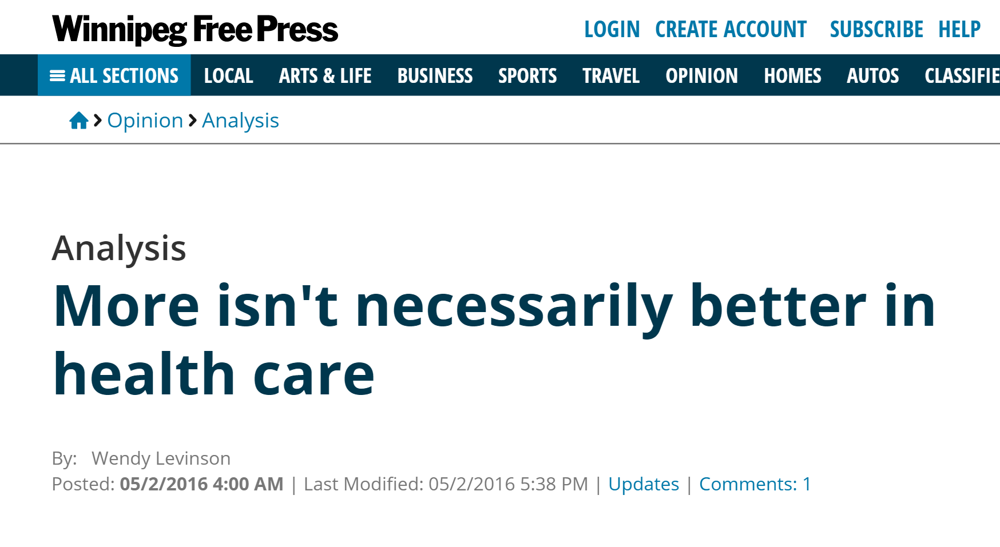 Winnipeg Free Press
LOGIN CREATE ACCOUNT SUBSCRIBE HELP
ALL SECTIONS LOCAL ARTS & LIFE BUSINESS SPORTS TRAVEL OPINION HOMES AUTOS CLASSIFIE
Opinion Analysis
Analysis
More isn't necessarily better in
health care
By: Wendy Levinson
Posted: 05/2/2016 4:00 AM | Last Modified: 05/2/2016 5:38 PM | Updates | Comments: 1